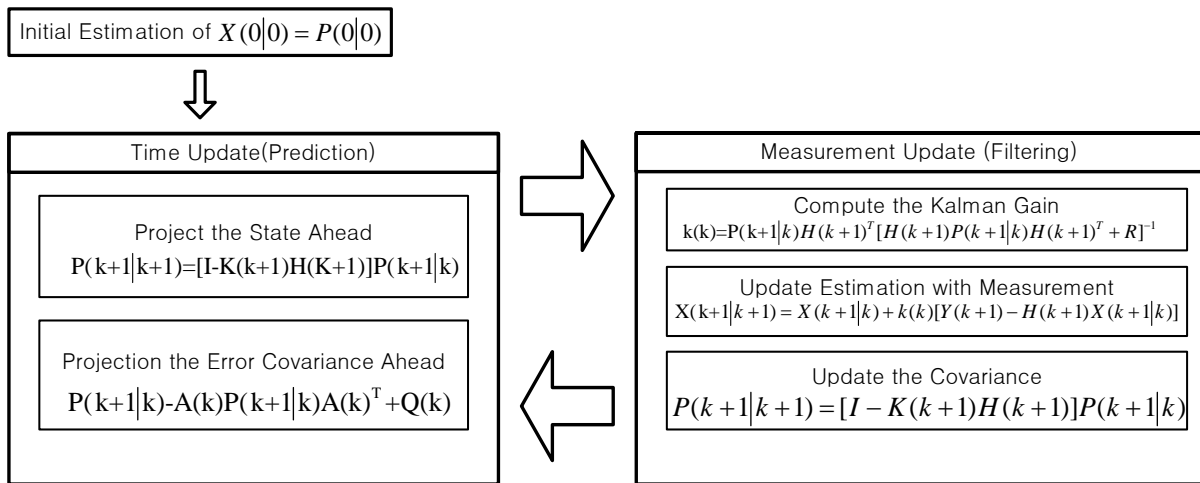 Initial Estimation of X(0|0) = P(0|0)
Time Update(Prediction)
Project the State Ahead
P(k+1|k+1)=[I-K(k+1)H(K+1)]P(k+1|k)
Projection the Error Covariance Ahead
P(k+1|k)-A(k)P(k+1|k)A(k)ᵀ+Q(k)
Measurement Update (Filtering)
Compute the Kalman Gain
k(k)=P(k+1|k)H(k+1)ᵀ[H(k+1)P(k+1|k)H(k+1)ᵀ + R]⁻¹
Update Estimation with Measurement
X(k+1|k+1) = X(k+1|k) + k(k)[Y(k+1) − H(k+1)X(k+1|k)]
Update the Covariance
P(k+1|k+1) = [I − K(k+1)H(k+1)]P(k+1|k)